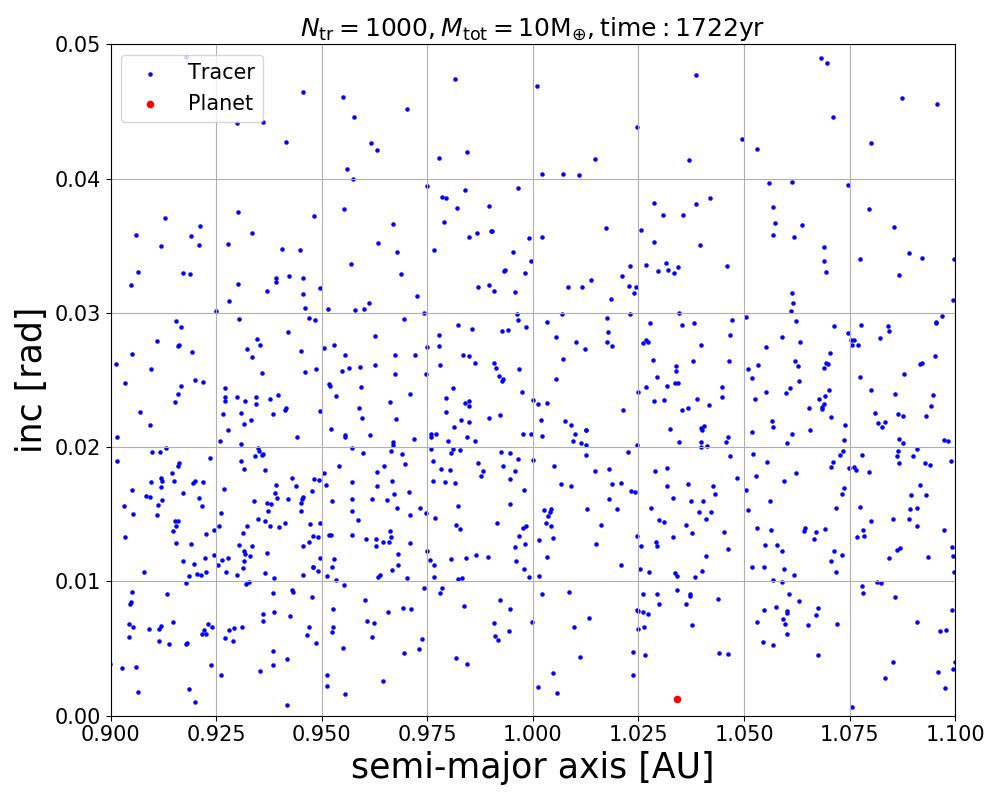 N_tr = 1000, M_tot = 10M_⊕, time : 1722yr
Tracer
Planet
inc [rad]
0.05
0.04
0.03
0.02
0.01
0.00
0.900 0.925 0.950 0.975 1.000 1.025 1.050 1.075 1.100
semi-major axis [AU]